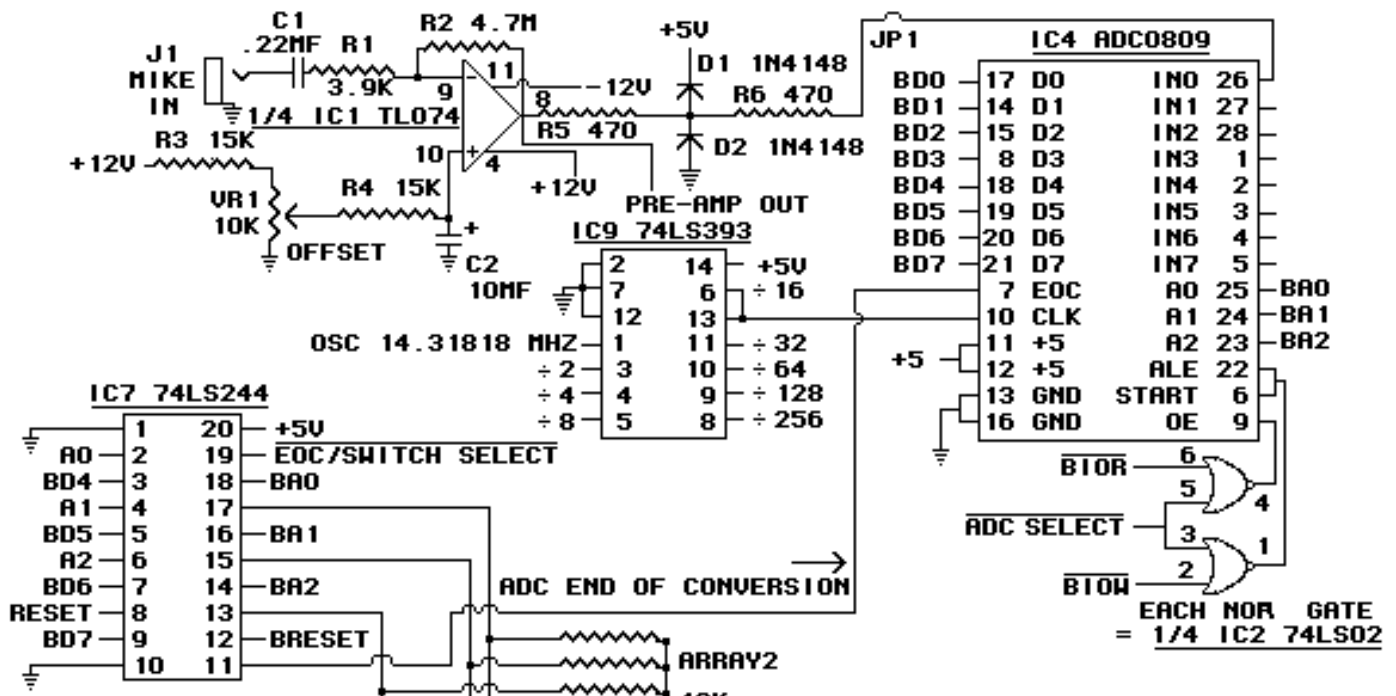 C1
.22MF
R1
3.9K
R2 4.7M
J1
MIKE
IN
11
9
8
10
4
-12V
1/4 IC1 TL074
R5 470
+12V
R3 15K
+12V
VR1
10K
OFFSET
R4 15K
+
C2
10MF
PRE-AMP OUT
+5V
D1 1N4148
D2 1N4148
R6 470
JP1
IC4 ADC0809
BD0 17 D0 IN0 26
BD1 14 D1 IN1 27
BD2 15 D2 IN2 28
BD3 8 D3 IN3 1
BD4 18 D4 IN4 2
BD5 19 D5 IN5 3
BD6 20 D6 IN6 4
BD7 21 D7 IN7 5
7 EOC A0 25 BA0
10 CLK A1 24 BA1
+5 11 +5 A2 23 BA2
12 +5 ALE 22
13 GND START 6
16 GND OE 9
IC9 74LS393
2 14 +5V
7 6 ÷ 16
12 13
OSC 14.31818 MHZ 1 11 ÷ 32
÷ 2 3 10 ÷ 64
÷ 4 4 9 ÷ 128
÷ 8 5 8 ÷ 256
IC7 74LS244
1 20 +5V
A0 2 19 EOC/SWITCH SELECT
BD4 3 18 BA0
A1 4 17
BD5 5 16 BA1
A2 6 15
BD6 7 14 BA2
RESET 8 13
BD7 9 12 BRESET
10 11
ADC END OF CONVERSION
ARRAY2
BIOR 6
5 4
ADC SELECT 3
2 1
BIOW
EACH NOR GATE
= 1/4 IC2 74LS02